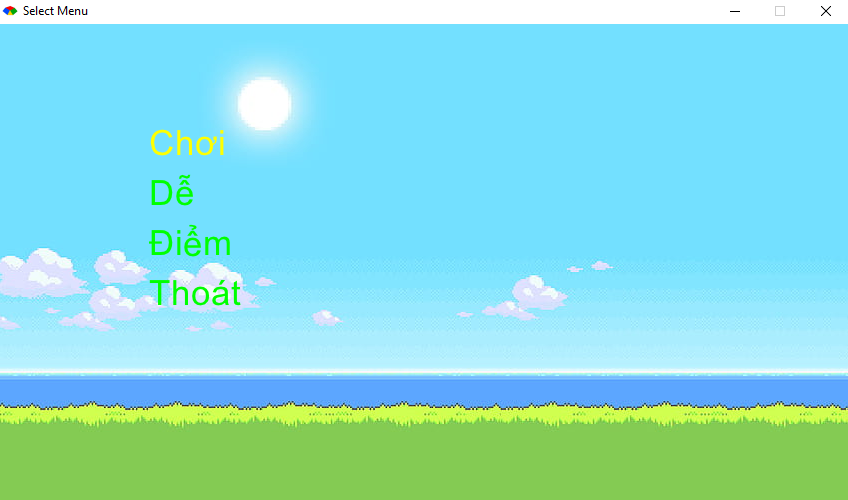 Select Menu
Chơi
Dễ
Điểm
Thoát